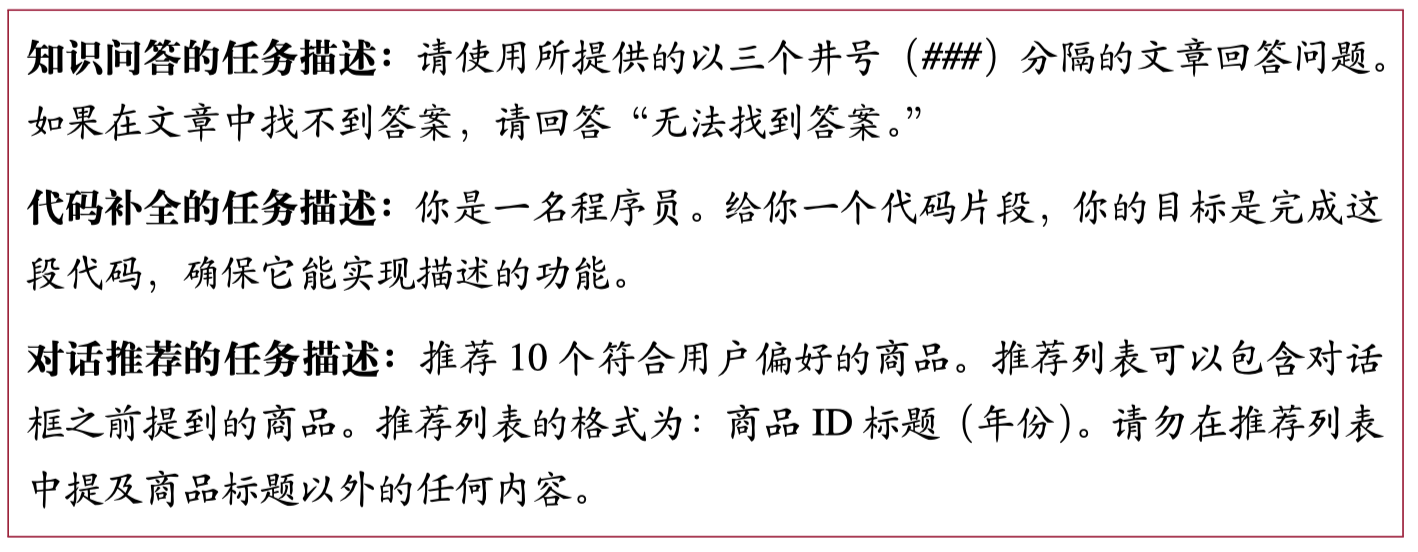 知识问答的任务描述：请使用所提供的以三个井号（###）分隔的文章回答问题。
如果在文章中找不到答案，请回答“无法找到答案。”
代码补全的任务描述：你是一名程序员。给你一个代码片段，你的目标是完成这
段代码，确保它能实现描述的功能。
对话推荐的任务描述：推荐 10 个符合用户偏好的商品。推荐列表可以包含对话
框之前提到的商品。推荐列表的格式为：商品 ID 标题（年份）。请勿在推荐列表
中提及商品标题以外的任何内容。